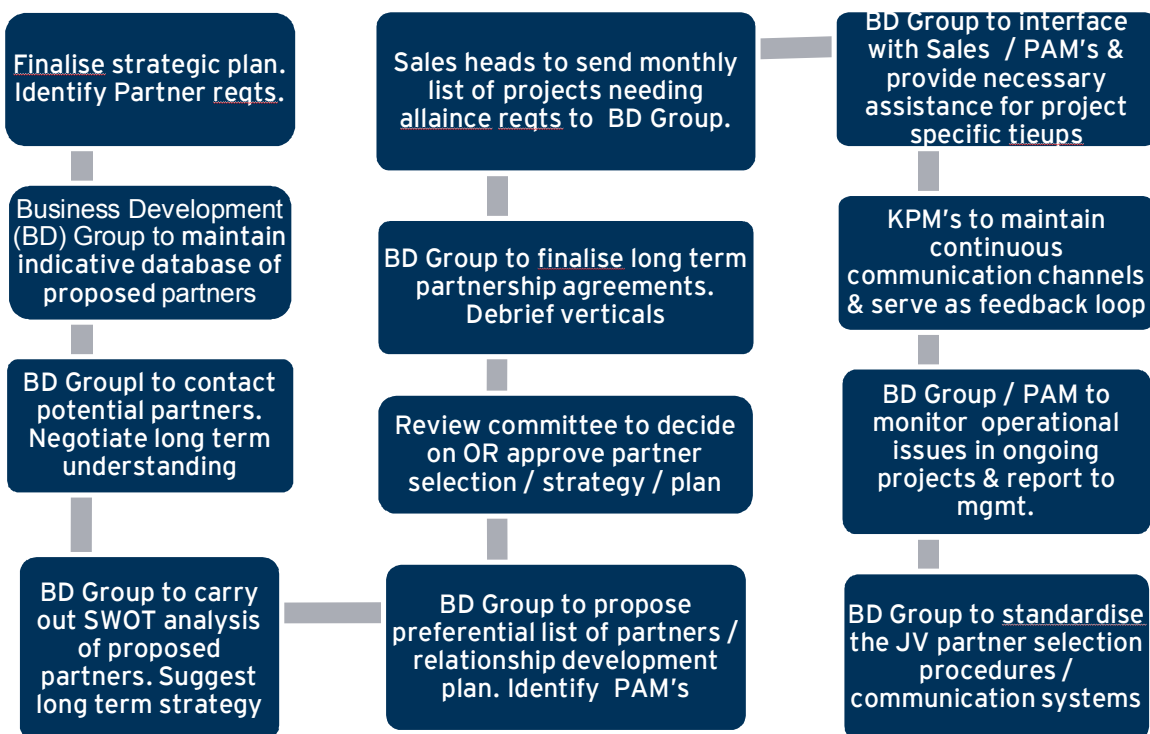 Finalise strategic plan.
Identify Partner reqts.
Business Development
(BD) Group to maintain
indicative database of
proposed partners
BD Groupl to contact
potential partners.
Negotiate long term
understanding
BD Group to carry
out SWOT analysis
of proposed
partners. Suggest
long term strategy
BD Group to propose
preferential list of partners /
relationship development
plan. Identify PAM's
Review committee to decide
on OR approve partner
selection / strategy / plan
BD Group to finalise long term
partnership agreements.
Debrief verticals
Sales heads to send monthly
list of projects needing
allaince reqts to BD Group.
BD Group to interface
with Sales / PAM's &
provide necessary
assistance for project
specific tieups
KPM's to maintain
continuous
communication channels
& serve as feedback loop
BD Group / PAM to
monitor operational
issues in ongoing
projects & report to
mgmt.
BD Group to standardise
the JV partner selection
procedures /
communication systems